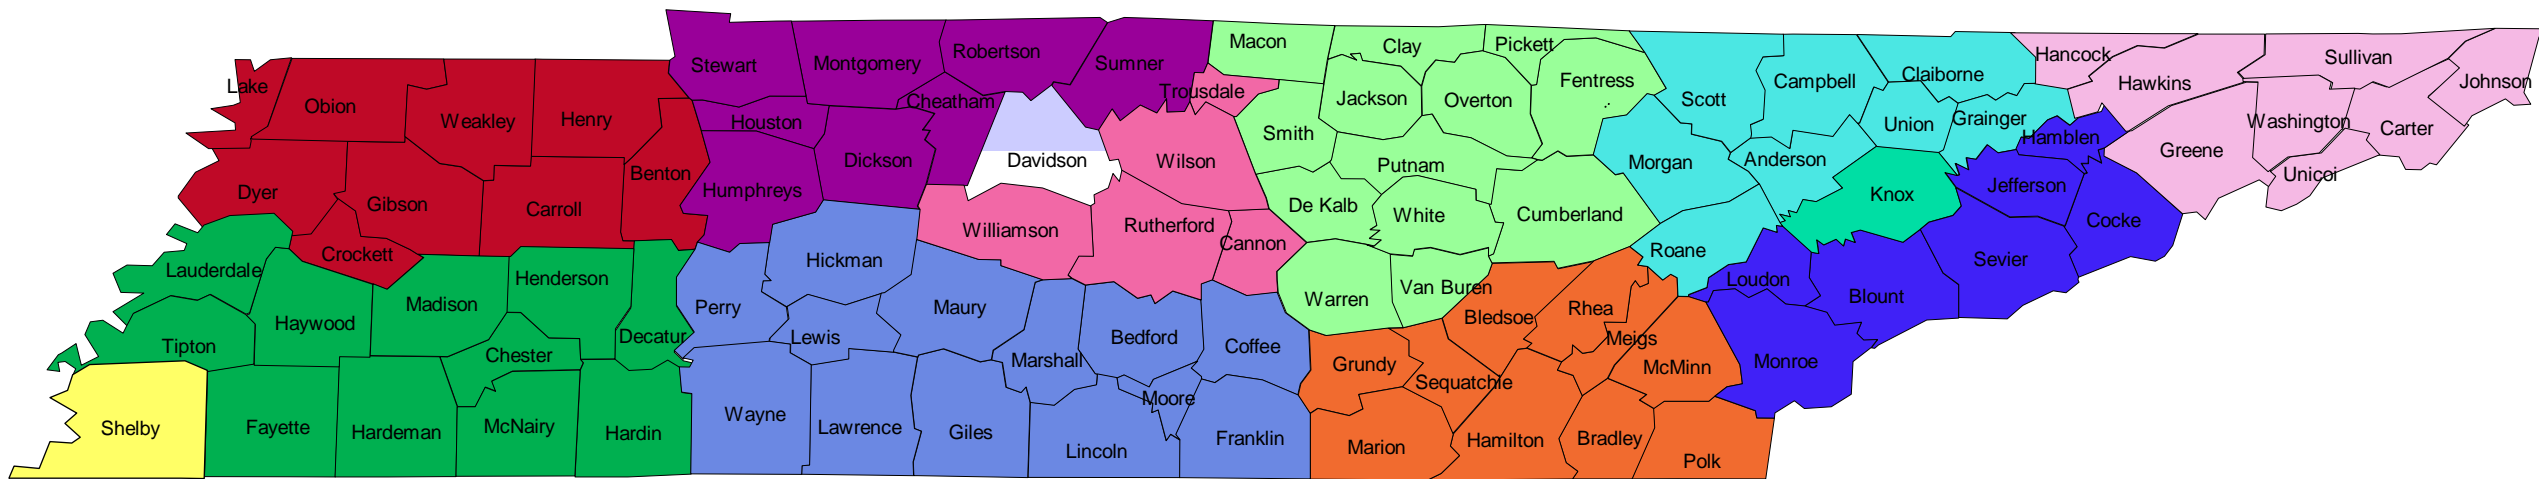 Lake
Obion
Weakley
Henry
Stewart
Montgomery
Robertson
Sumner
Macon
Clay
Pickett
Fentress
Scott
Campbell
Claiborne
Hancock
Hawkins
Sullivan
Johnson
Houston
Cheatham
Trousdale
Jackson
Overton
Union
Grainger
Hamblen
Washington
Carter
Dyer
Gibson
Carroll
Benton
Humphreys
Dickson
Davidson
Wilson
Smith
Putnam
Morgan
Anderson
Knox
Jefferson
Greene
Unicoi
Crockett
Lauderdale
Haywood
Madison
Henderson
Decatur
Perry
Hickman
Williamson
Rutherford
Cannon
De Kalb
White
Cumberland
Roane
Loudon
Blount
Sevier
Cocke
Tipton
Chester
Lewis
Maury
Marshall
Bedford
Coffee
Warren
Van Buren
Bledsoe
Rhea
Meigs
McMinn
Monroe
Shelby
Fayette
Hardeman
McNairy
Hardin
Wayne
Lawrence
Giles
Lincoln
Moore
Franklin
Grundy
Sequatchie
Marion
Hamilton
Bradley
Polk